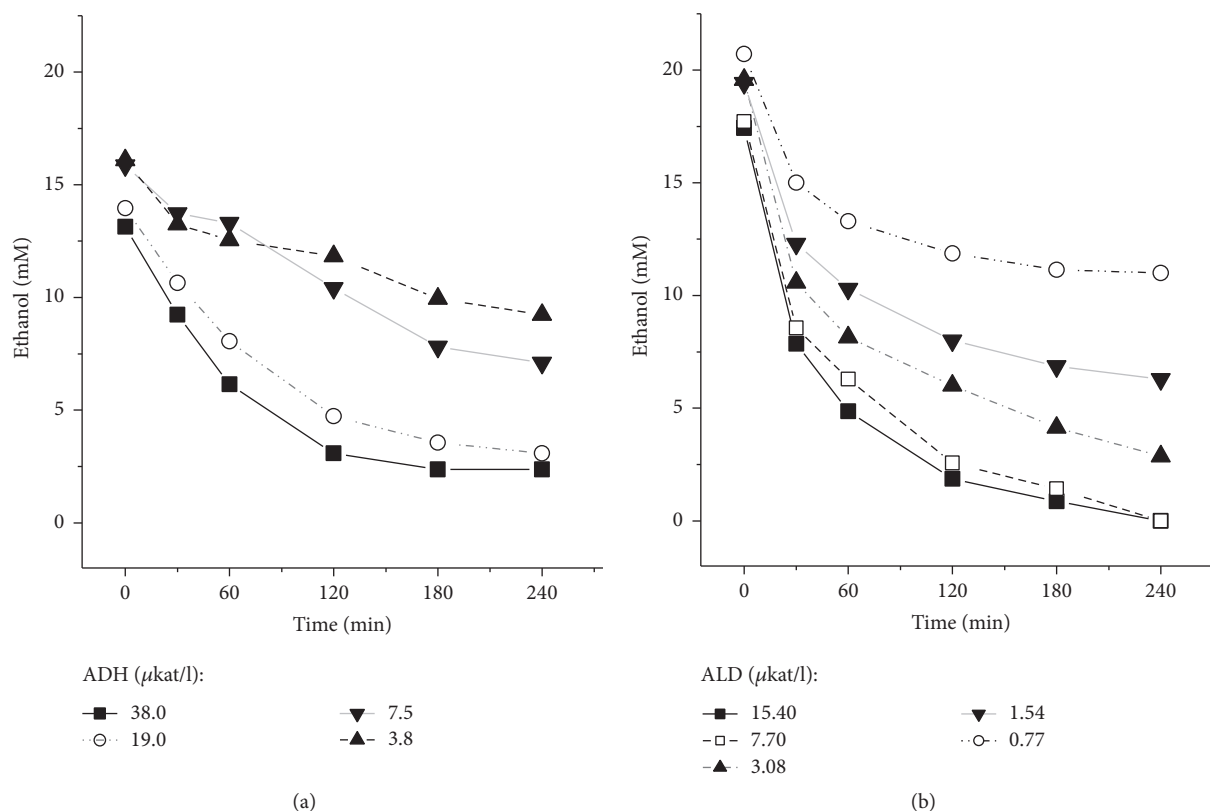 20
15
10
5
0
Ethanol (mM)
0 60 120 180 240
Time (min)
ADH (μkat/l):
38.0
19.0
7.5
3.8
(a)
20
15
10
5
0
Ethanol (mM)
0 60 120 180 240
Time (min)
ALD (μkat/l):
15.40
7.70
3.08
1.54
0.77
(b)